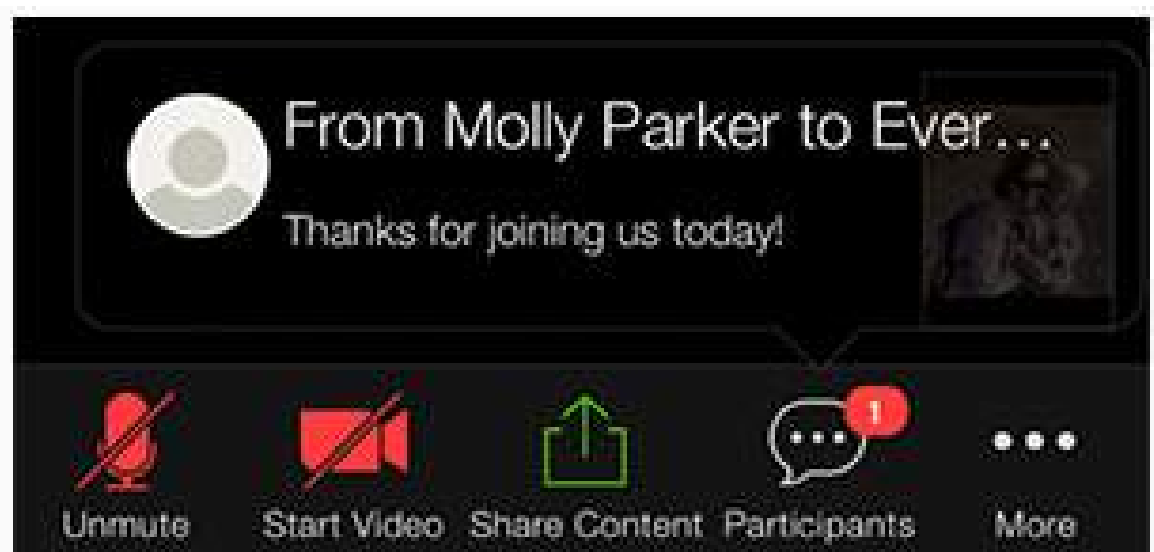 From Molly Parker to Ever...
Thanks for joining us today!
1
Unmute Start Video Share Content Participants More